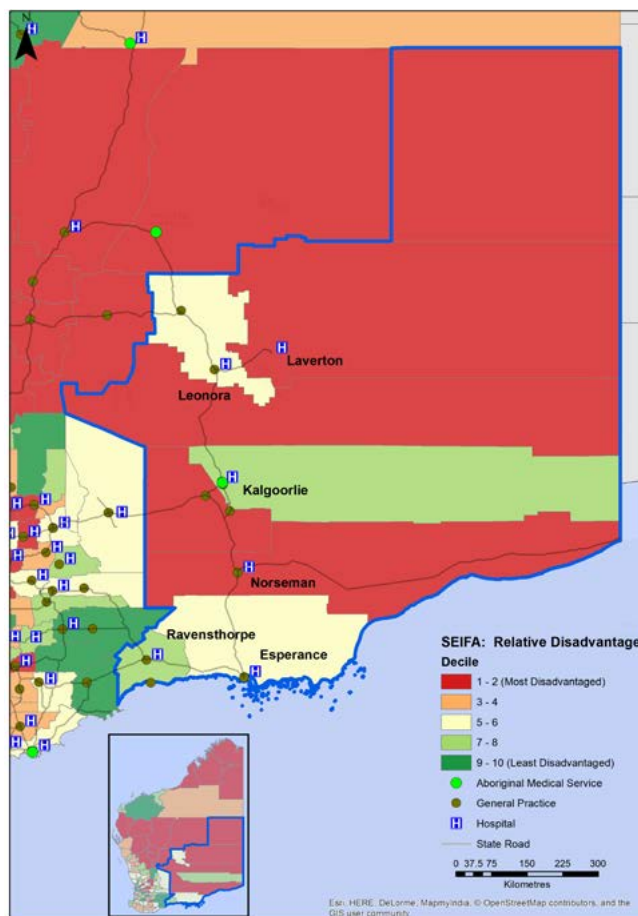 N
H
H
H
Laverton
H
Leonora
H
Kalgoorlie
H
H
H
H
H
H
H
Norseman
H
H
H
H
Ravensthorpe
H
Esperance
H
H
H
H
H
SEIFA: Relative Disadvantage
Decile
1 - 2 (Most Disadvantaged)
3 - 4
5 - 6
7 - 8
9 - 10 (Least Disadvantaged)
Aboriginal Medical Service
General Practice
H Hospital
State Road
0 37.5 75 150 225 300
Kilometres
Esri, HERE, DeLorme, MapmyIndia, © OpenStreetMap contributors, and the
GIS user community